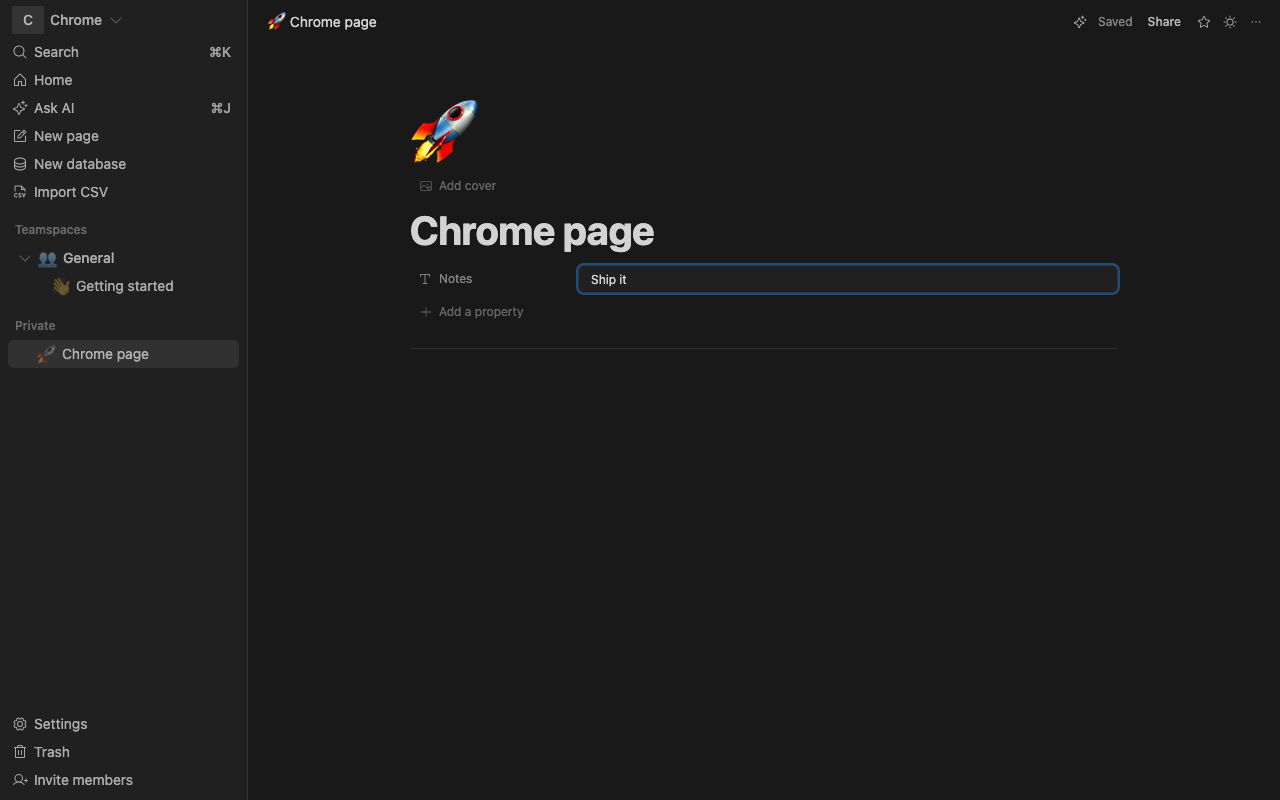 C Chrome
Search ⌘K
Home
Ask AI ⌘J
New page
New database
Import CSV
Teamspaces
General
Getting started
Private
Chrome page
Settings
Trash
Invite members
Chrome page
Saved
Share
Add cover
Chrome page
Notes
Ship it
Add a property